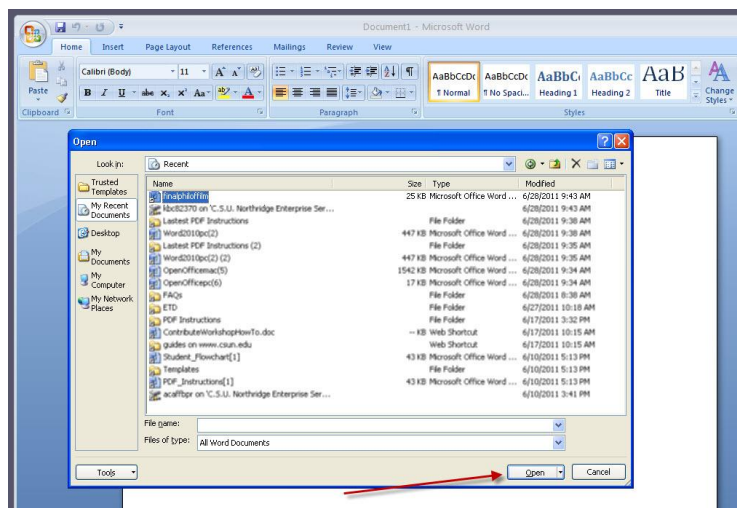 Document1 - Microsoft Word
Home Insert Page Layout References Mailings Review View
Calibri (Body) 11
Paste
AaBbCcDc AaBbCcDc AaBbC AaBbCc AaB
¶ Normal ¶ No Spaci... Heading 1 Heading 2 Title
Change Styles
Clipboard Font Paragraph Styles
Open
Look in: Recent
Trusted Templates
My Recent Documents
Desktop
My Documents
My Computer
My Network Places
Name Size Type Modified
finalphiloffilm 25 KB Microsoft Office Word ... 6/28/2011 9:43 AM
kbc82370 on 'C.S.U. Northridge Enterprise Ser... 6/28/2011 9:43 AM
Lastest PDF Instructions File Folder 6/28/2011 9:38 AM
Word2010pc(2) 447 KB Microsoft Office Word ... 6/28/2011 9:38 AM
Lastest PDF Instructions (2) File Folder 6/28/2011 9:35 AM
Word2010pc(2) (2) 447 KB Microsoft Office Word ... 6/28/2011 9:35 AM
OpenOfficemac(5) 1542 KB Microsoft Office Word ... 6/28/2011 9:34 AM
OpenOfficepc(6) 17 KB Microsoft Office Word ... 6/28/2011 9:34 AM
FAQs File Folder 6/28/2011 8:38 AM
ETD File Folder 6/27/2011 10:18 AM
PDF Instructions File Folder 6/17/2011 3:32 PM
ContributeWorkshopHowTo.doc -- KB Web Shortcut 6/17/2011 10:15 AM
guides on www.csun.edu Web Shortcut 6/17/2011 10:15 AM
Student_Flowchart[1] 43 KB Microsoft Office Word ... 6/10/2011 5:13 PM
Templates File Folder 6/10/2011 5:13 PM
PDF_Instructions[1] 43 KB Microsoft Office Word ... 6/10/2011 5:13 PM
acaffbpr on 'C.S.U. Northridge Enterprise Ser... 6/10/2011 3:41 PM
File name:
Files of type: All Word Documents
Tools Open Cancel